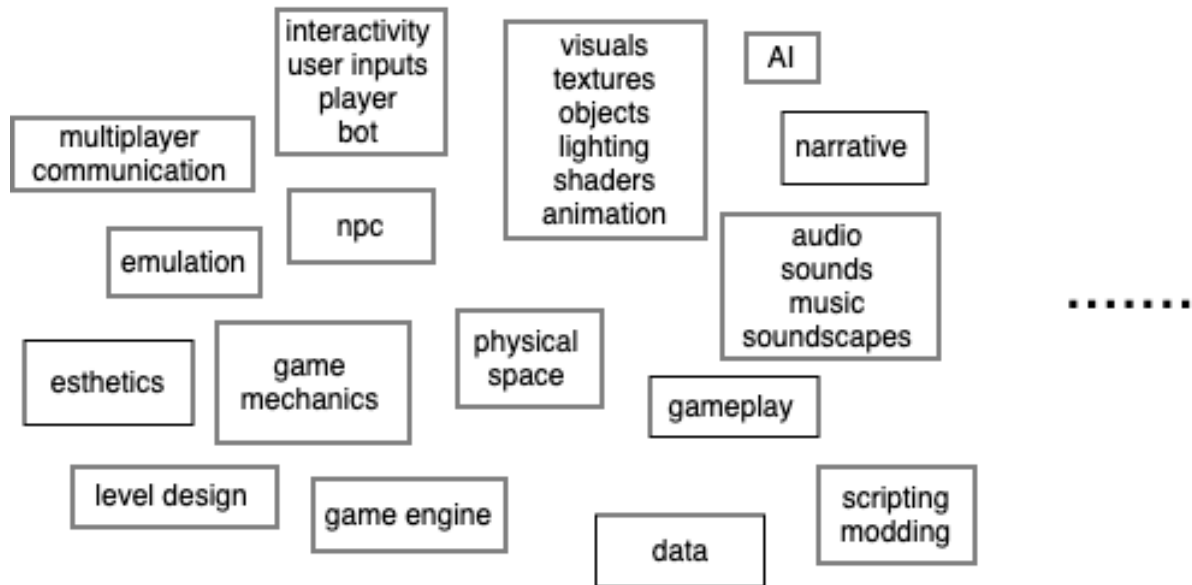 interactivity
user inputs
player
bot
visuals
textures
objects
lighting
shaders
animation
AI
multiplayer
communication
narrative
npc
emulation
audio
sounds
music
soundscapes
physical
space
esthetics
game
mechanics
gameplay
level design
game engine
scripting
modding
data
.......